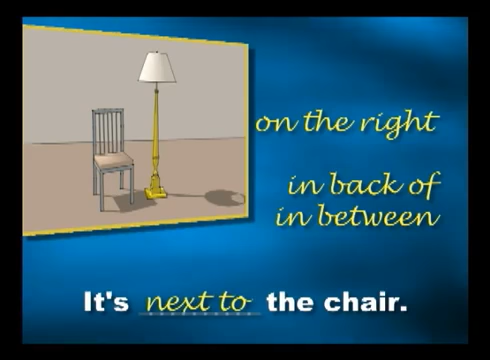 on the right
in back of
in between
It's next to the chair.